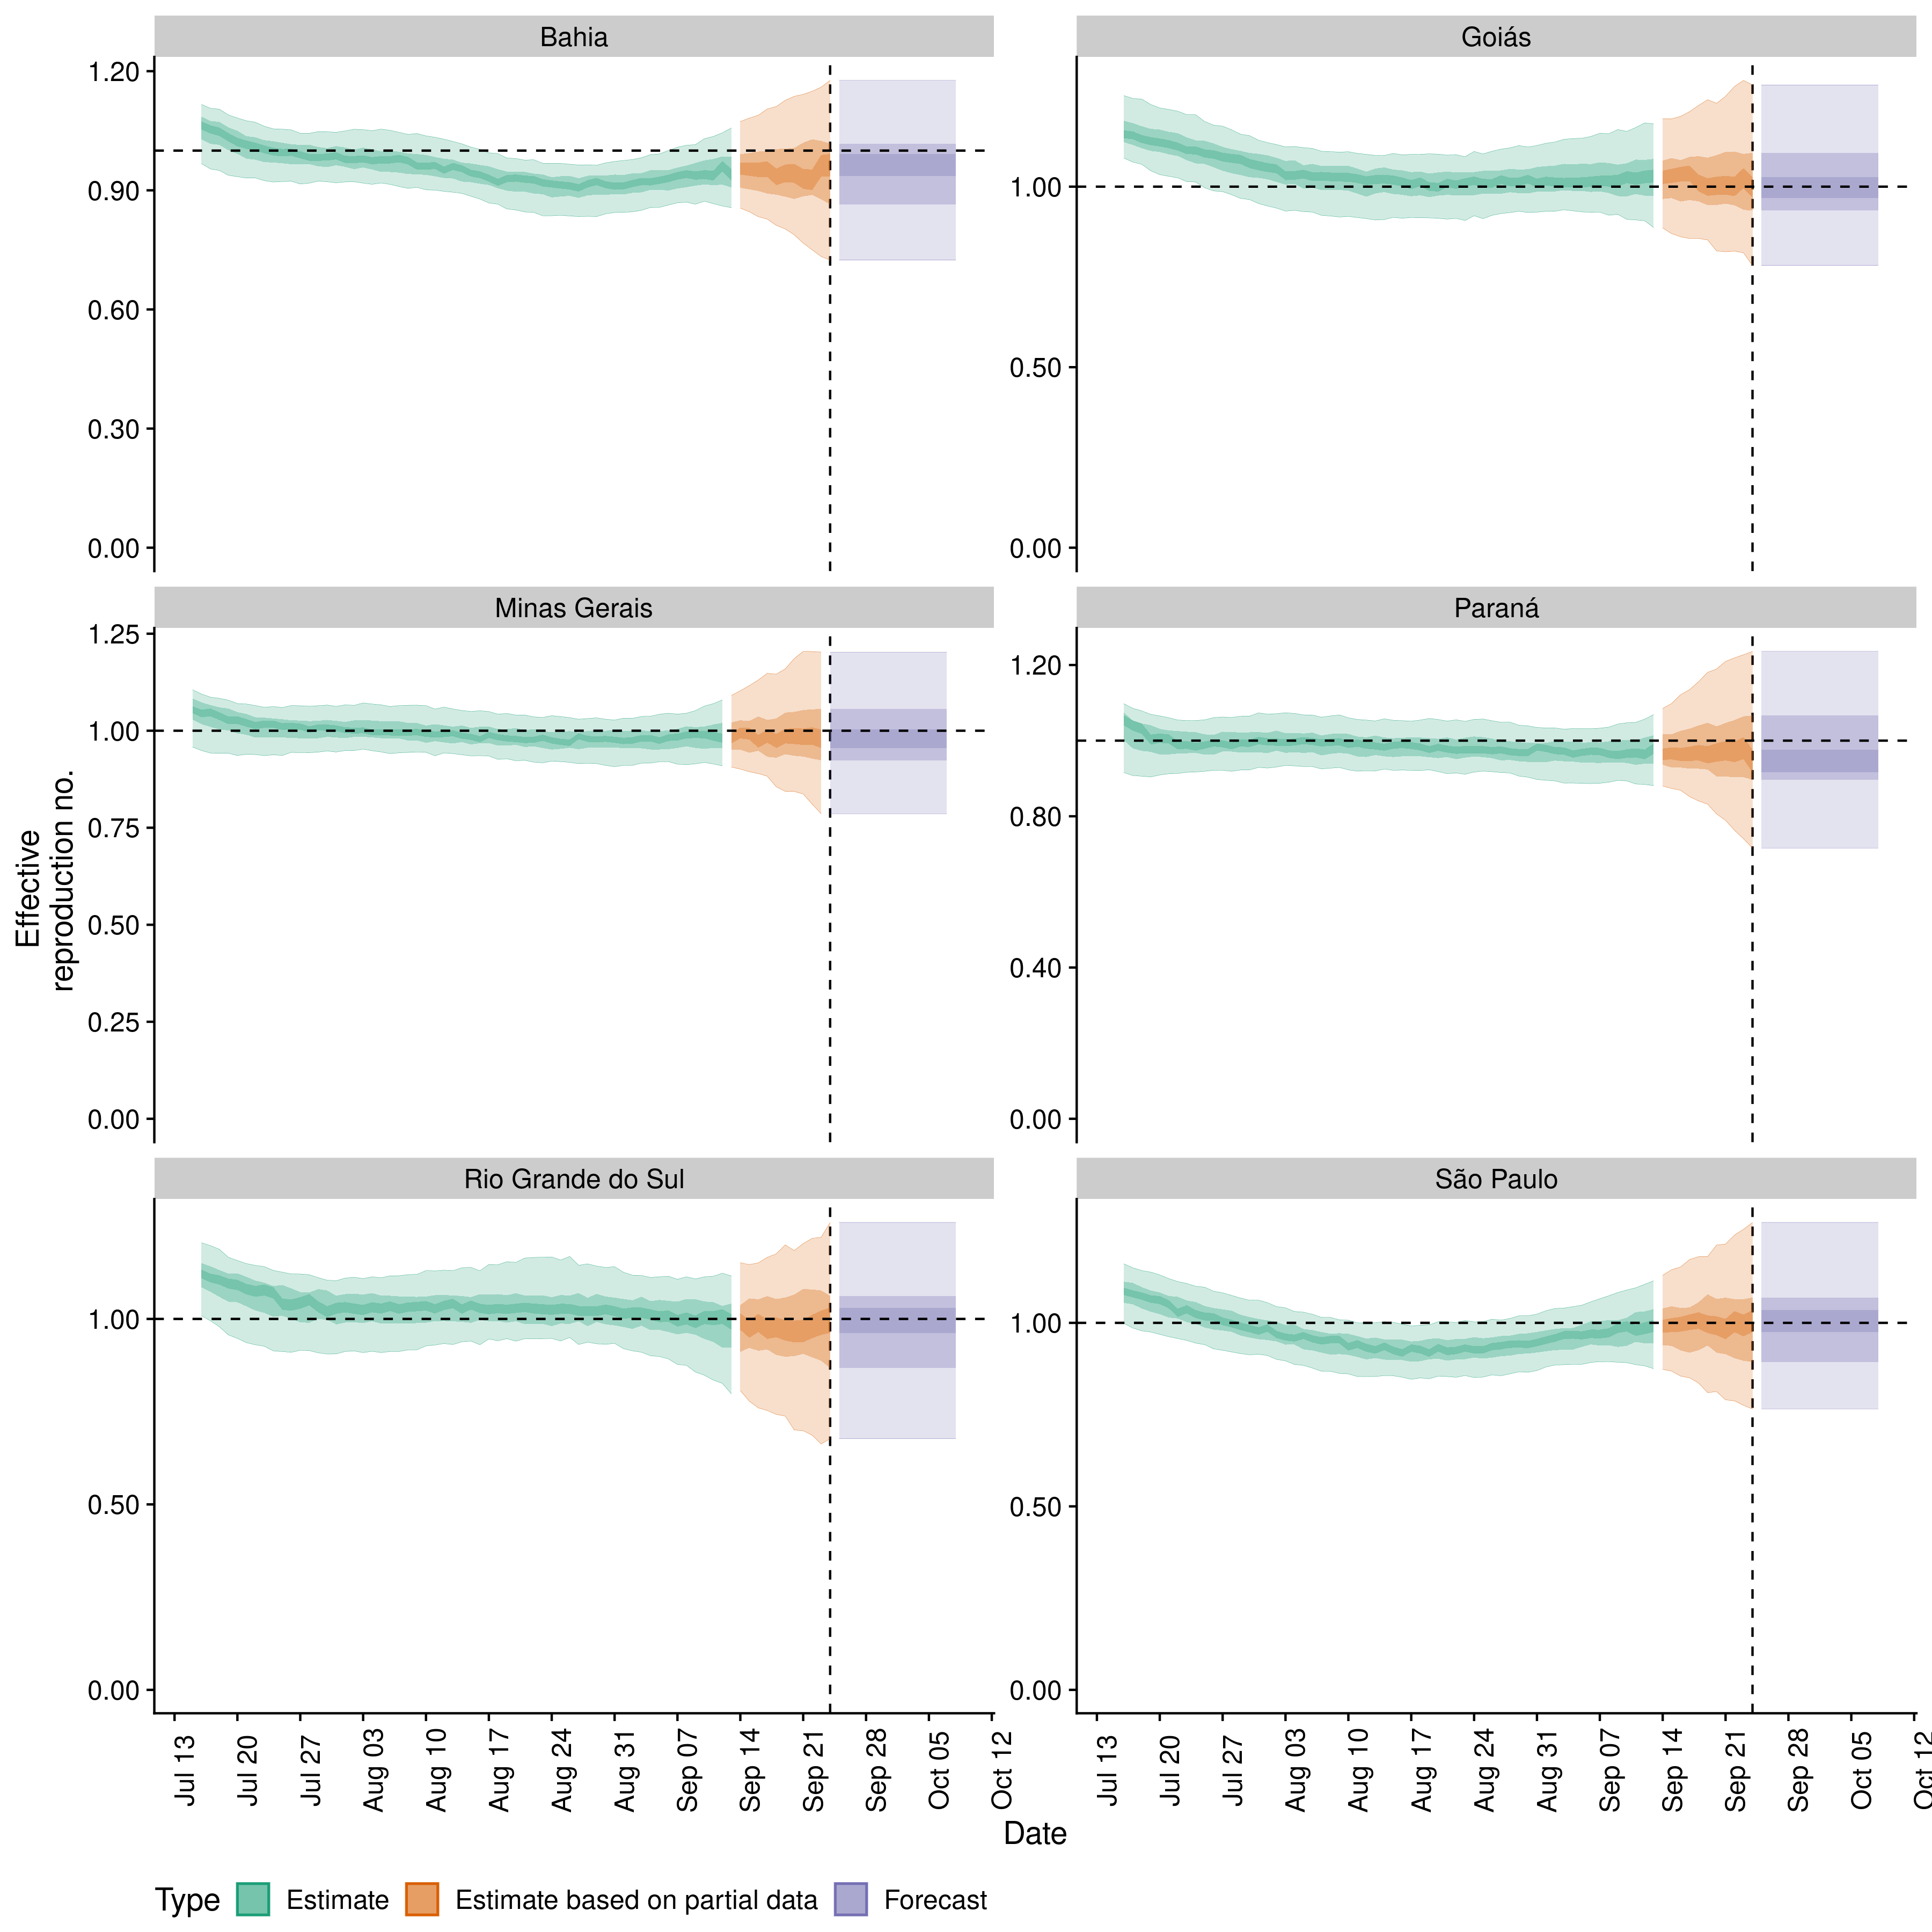 Bahia
1.20
0.90
0.60
0.30
0.00
Goiás
1.00
0.50
0.00
Minas Gerais
1.25
1.00
0.75
0.50
0.25
0.00
Paraná
1.20
0.80
0.40
0.00
Rio Grande do Sul
1.00
0.50
0.00
São Paulo
1.00
0.50
0.00
Effective
reproduction no.
Jul 13
Jul 20
Jul 27
Aug 03
Aug 10
Aug 17
Aug 24
Aug 31
Sep 07
Sep 14
Sep 21
Sep 28
Oct 05
Oct 12
Jul 13
Jul 20
Jul 27
Aug 03
Aug 10
Aug 17
Aug 24
Aug 31
Sep 07
Sep 14
Sep 21
Sep 28
Oct 05
Oct 12
Date
Type Estimate Estimate based on partial data Forecast